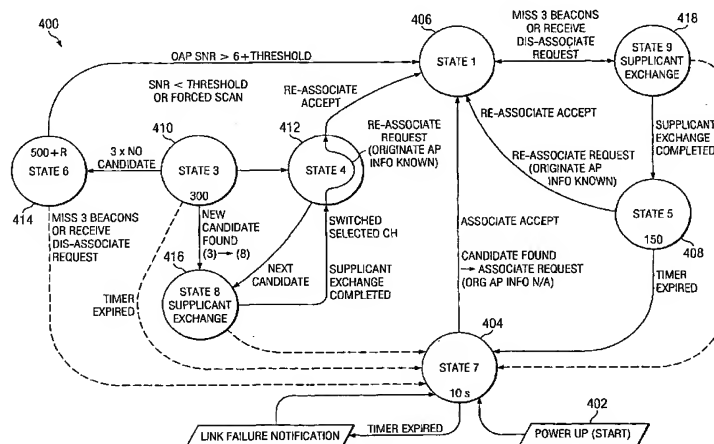 400
OAP SNR > 6+THRESHOLD
406
STATE 1
MISS 3 BEACONS
OR RECEIVE
DIS-ASSOCIATE
REQUEST
418
STATE 9
SUPPLICANT
EXCHANGE
SNR < THRESHOLD
OR FORCED SCAN
RE-ASSOCIATE
ACCEPT
RE-ASSOCIATE ACCEPT
SUPPLICANT
EXCHANGE
COMPLETED
410
STATE 3
300
412
STATE 4
RE-ASSOCIATE
REQUEST
(ORIGINATE AP
INFO KNOWN)
RE-ASSOCIATE REQUEST
(ORIGINATE AP
INFO KNOWN)
3 x NO
CANDIDATE
500+R
STATE 6
414
STATE 5
150
408
MISS 3 BEACONS
OR RECEIVE
DIS-ASSOCIATE
REQUEST
NEW
CANDIDATE
FOUND
(3) → (8)
SWITCHED
SELECTED CH
ASSOCIATE ACCEPT
416
STATE 8
SUPPLICANT
EXCHANGE
NEXT
CANDIDATE
SUPPLICANT
EXCHANGE
COMPLETED
CANDIDATE FOUND
→ ASSOCIATE REQUEST
(ORG AP INFO N/A)
TIMER
EXPIRED
TIMER
EXPIRED
404
STATE 7
10 s
402
LINK FAILURE NOTIFICATION
TIMER EXPIRED
POWER UP (START)